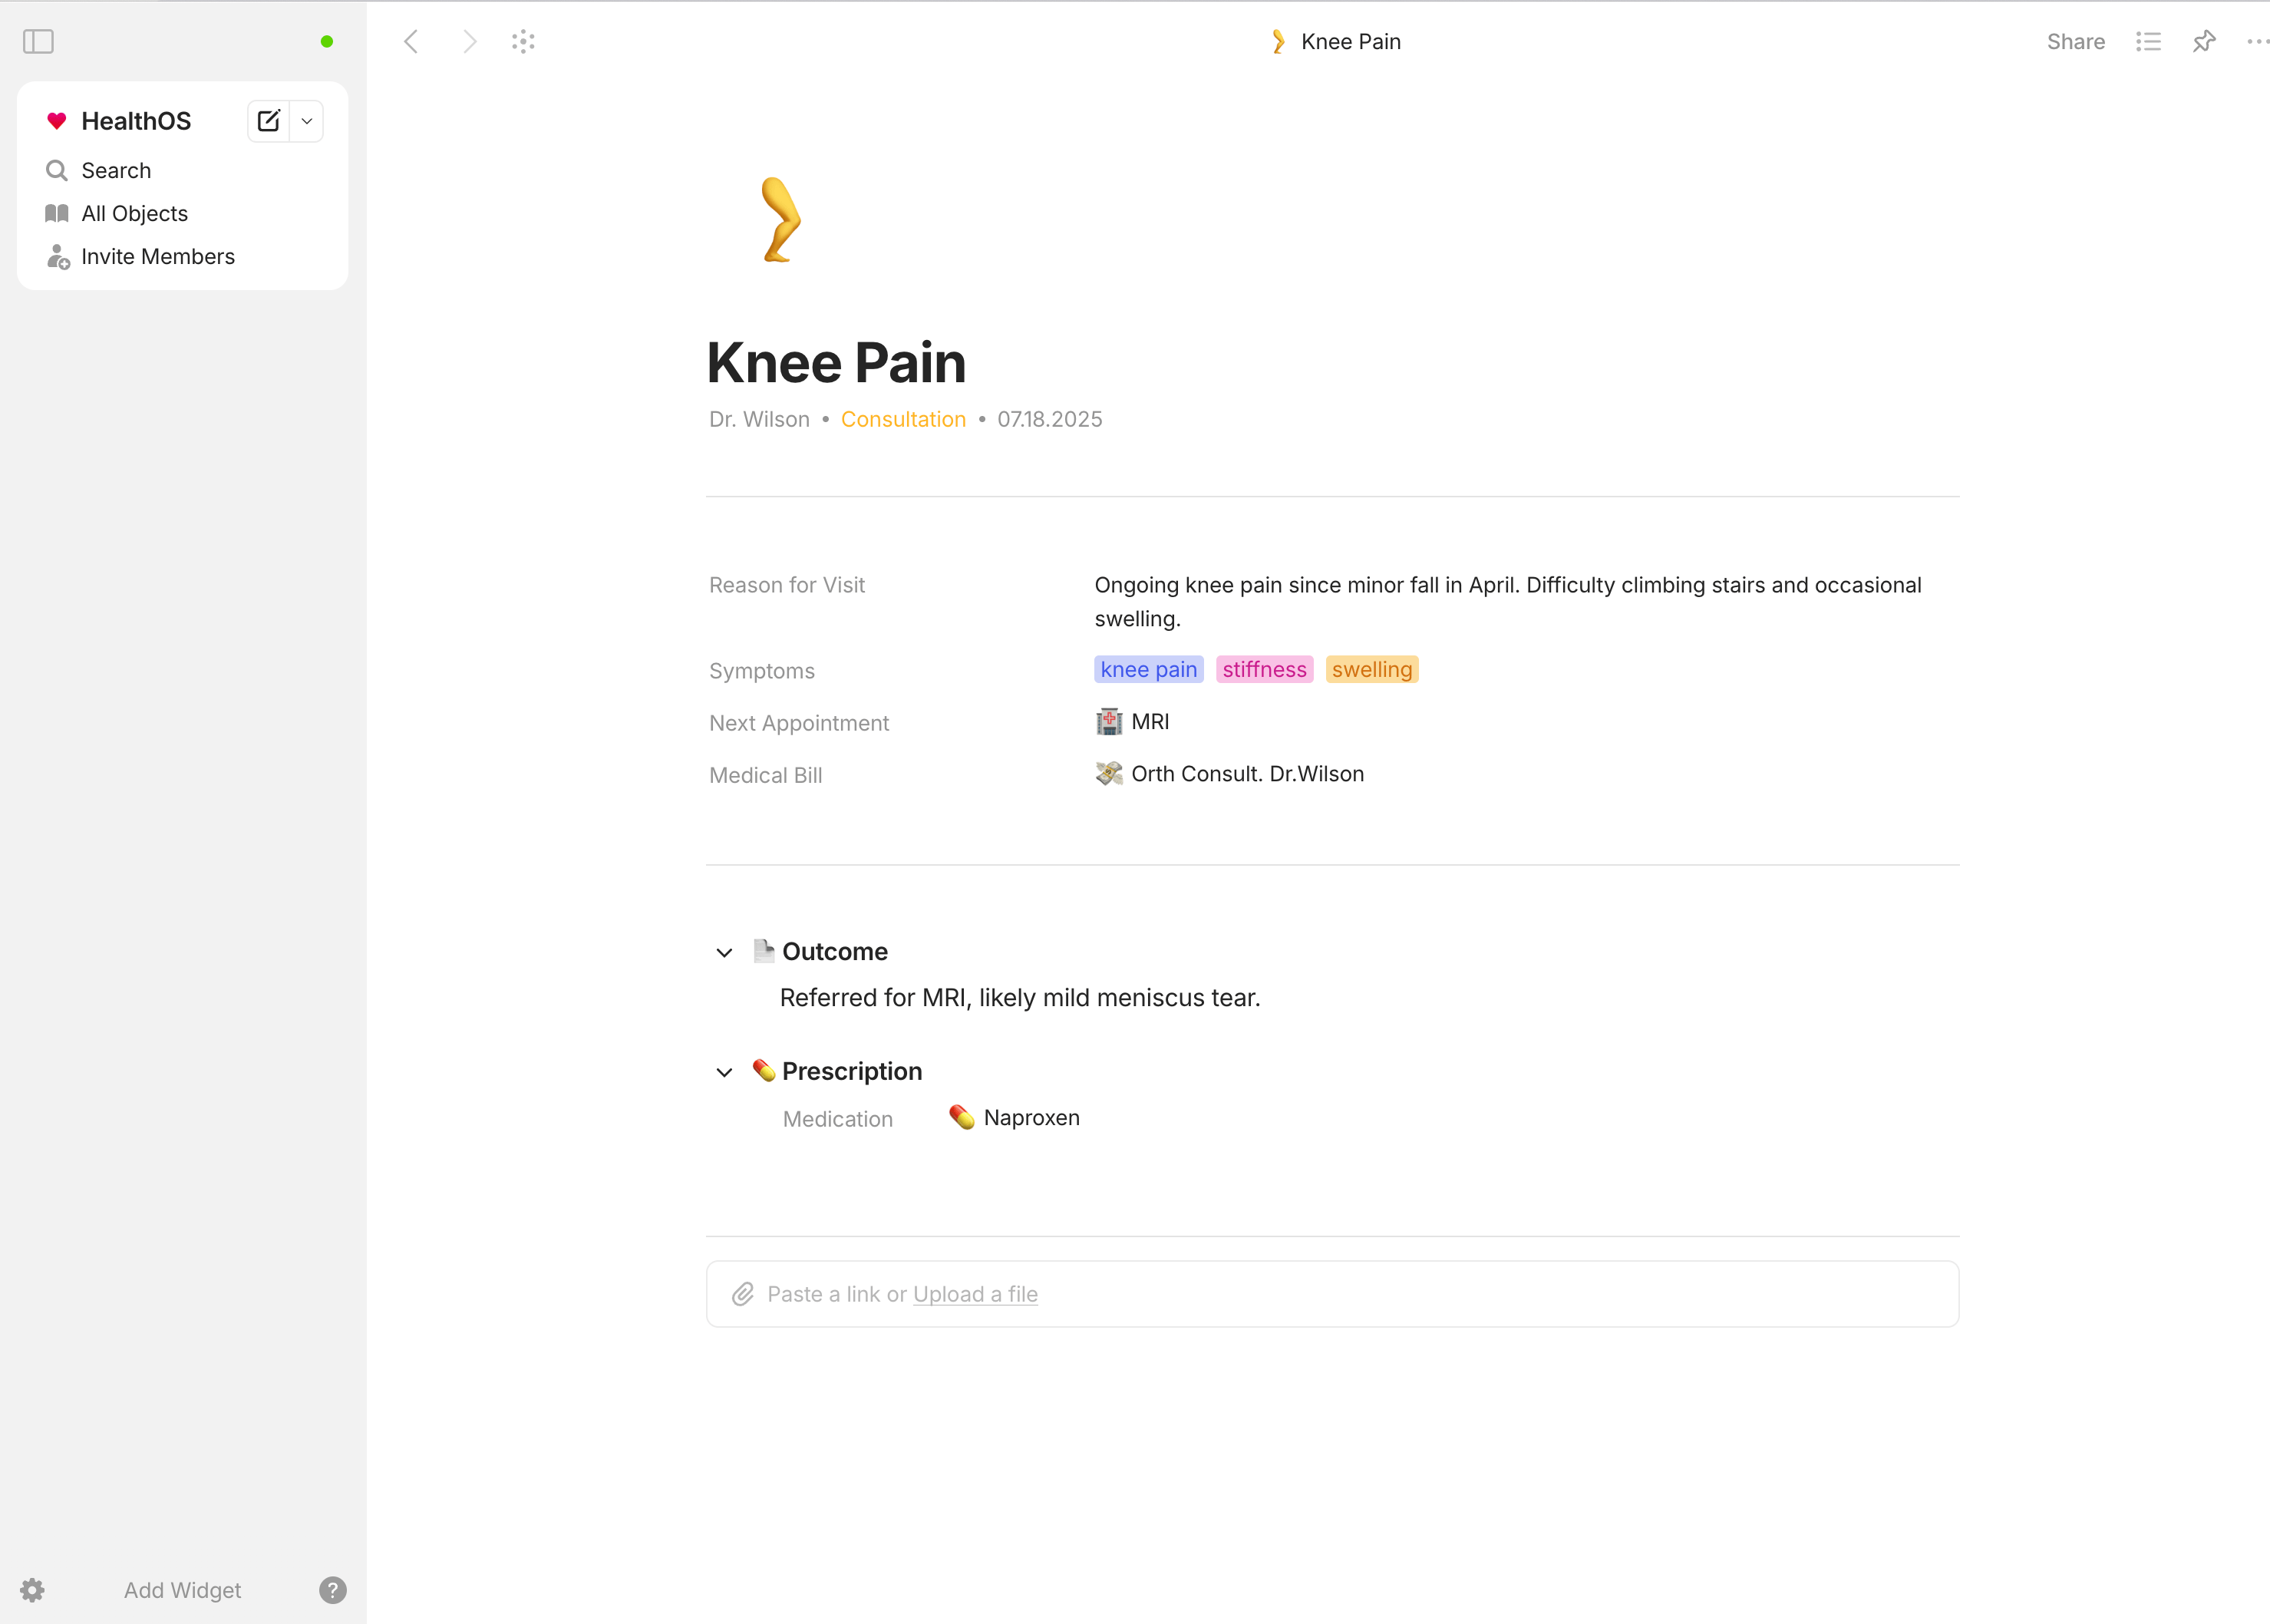 Knee Pain
Share
HealthOS
Search
All Objects
Invite Members
Knee Pain
Dr. Wilson • Consultation • 07.18.2025
Reason for Visit
Ongoing knee pain since minor fall in April. Difficulty climbing stairs and occasional
swelling.
Symptoms
knee pain stiffness swelling
Next Appointment
MRI
Medical Bill
Orth Consult. Dr.Wilson
Outcome
Referred for MRI, likely mild meniscus tear.
Prescription
Medication
Naproxen
Paste a link or Upload a file
Add Widget
?